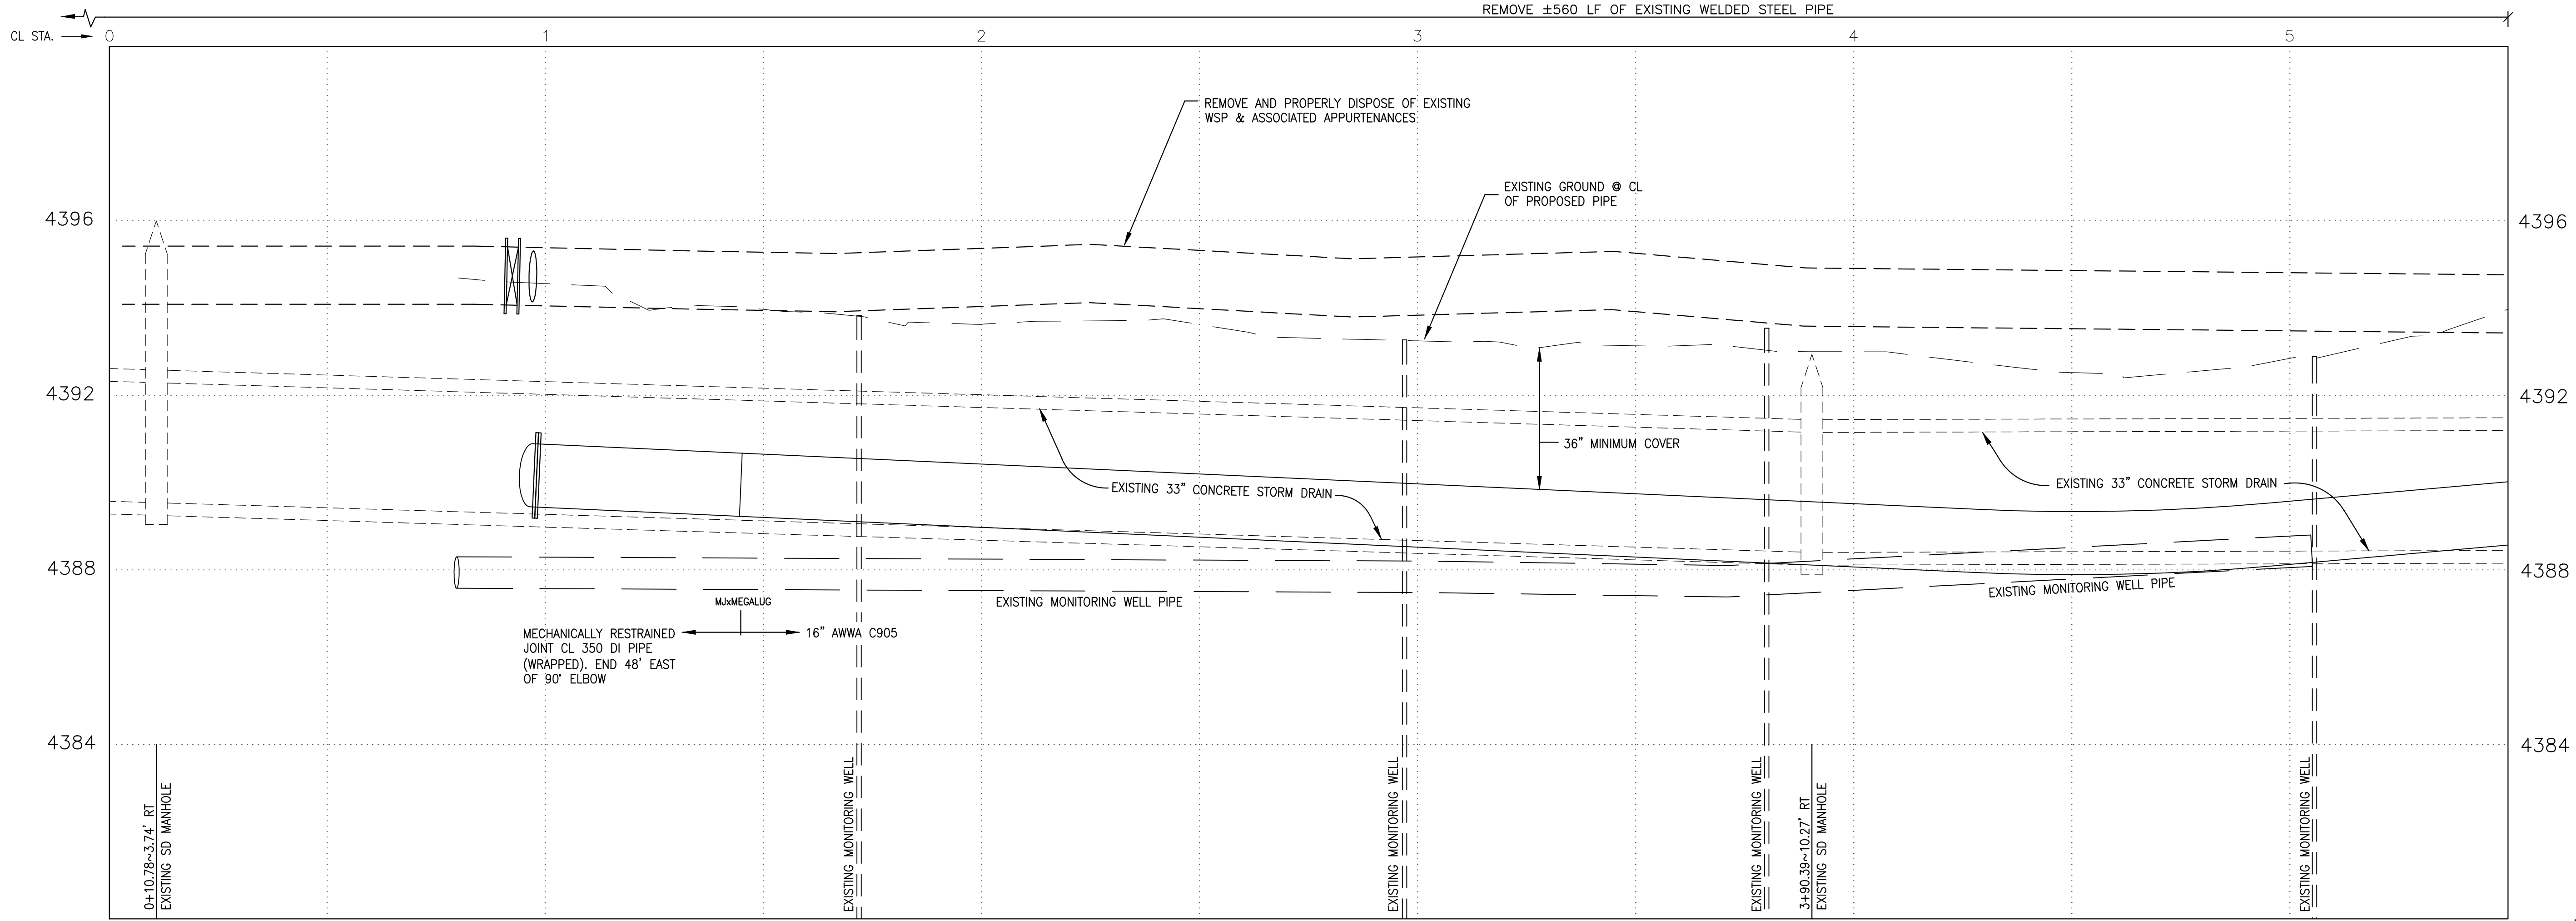 REMOVE ±560 LF OF EXISTING WELDED STEEL PIPE
CL STA.
0
1
2
3
4
5
REMOVE AND PROPERLY DISPOSE OF EXISTING
WSP & ASSOCIATED APPURTENANCES
EXISTING GROUND @ CL
OF PROPOSED PIPE
4396
4396
4392
4392
36" MINIMUM COVER
EXISTING 33" CONCRETE STORM DRAIN
EXISTING 33" CONCRETE STORM DRAIN
4388
4388
EXISTING MONITORING WELL PIPE
EXISTING MONITORING WELL PIPE
MJxMEGALUG
MECHANICALLY RESTRAINED
JOINT CL 350 DI PIPE
(WRAPPED). END 48' EAST
OF 90° ELBOW
16" AWWA C905
4384
4384
0+10.78~3.74' RT
EXISTING SD MANHOLE
EXISTING MONITORING WELL
EXISTING MONITORING WELL
EXISTING MONITORING WELL
3+90.39~10.27' RT
EXISTING SD MANHOLE
EXISTING MONITORING WELL